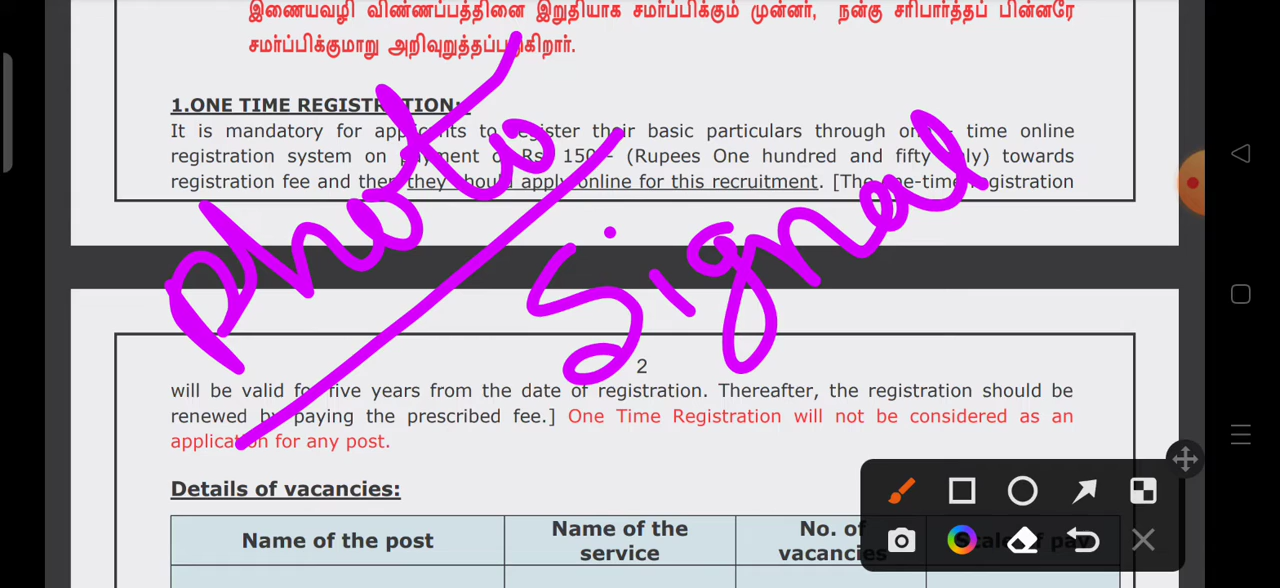 இணையவழி விண்ணப்பத்தினை இறுதியாக சமர்ப்பிக்கும் முன்னர், நன்கு சரிபார்த்தப் பின்னரே
சமர்ப்பிக்குமாறு அறிவுறுத்தப்படுகிறார்.
1.ONE TIME REGISTRATION:
It is mandatory for applicants to register their basic particulars through one – time online
registration system on payment of Rs. 150/- (Rupees One hundred and fifty only) towards
registration fee and then they should apply online for this recruitment. [The one-time registration
Photo
Signat
2
will be valid for five years from the date of registration. Thereafter, the registration should be
renewed by paying the prescribed fee.] One Time Registration will not be considered as an
application for any post.
Details of vacancies:
Name of the post
Name of the service
No. of vacancies
Scale of pay